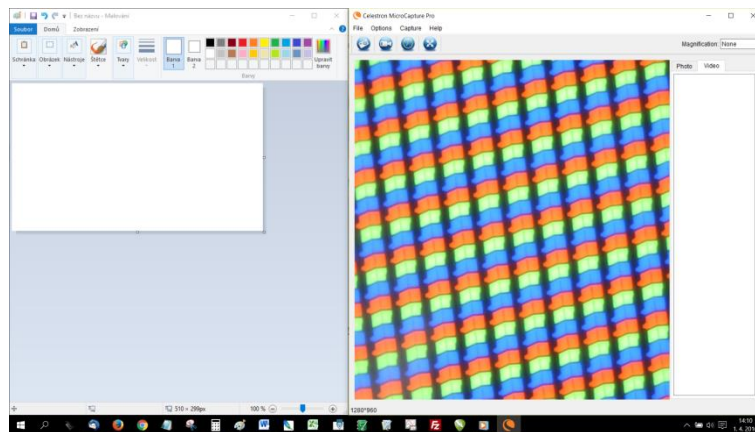 Bez názvu - Malování
Soubor Domů Zobrazení
Schránka Obrázek Nástroje Štětce Tvary Velikost Barva 1 Barva 2 Upravit barvy
Barvy
510 × 299px
100 %
Celestron MicroCapture Pro
File Options Capture Help
Magnification: None
Photo Video
1280*960
14:10